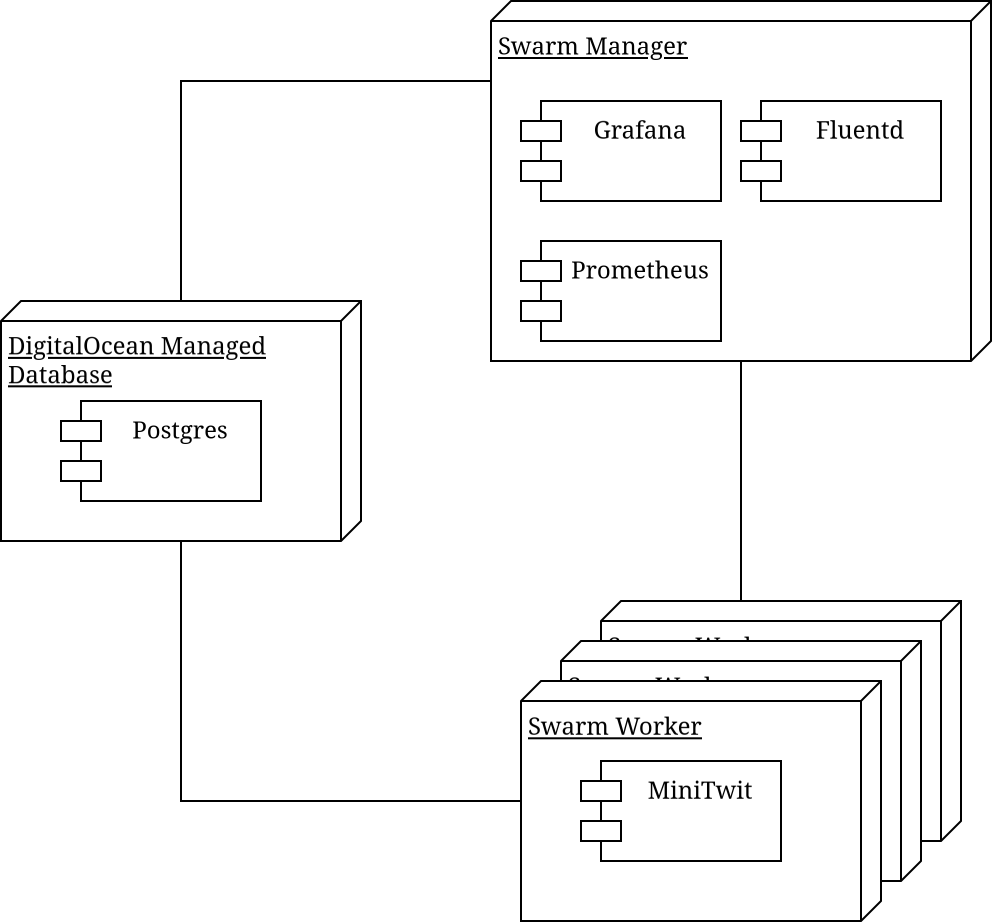 Swarm Manager
Grafana
Fluentd
Prometheus
DigitalOcean Managed
Database
Postgres
Swarm Worker
MiniTwit